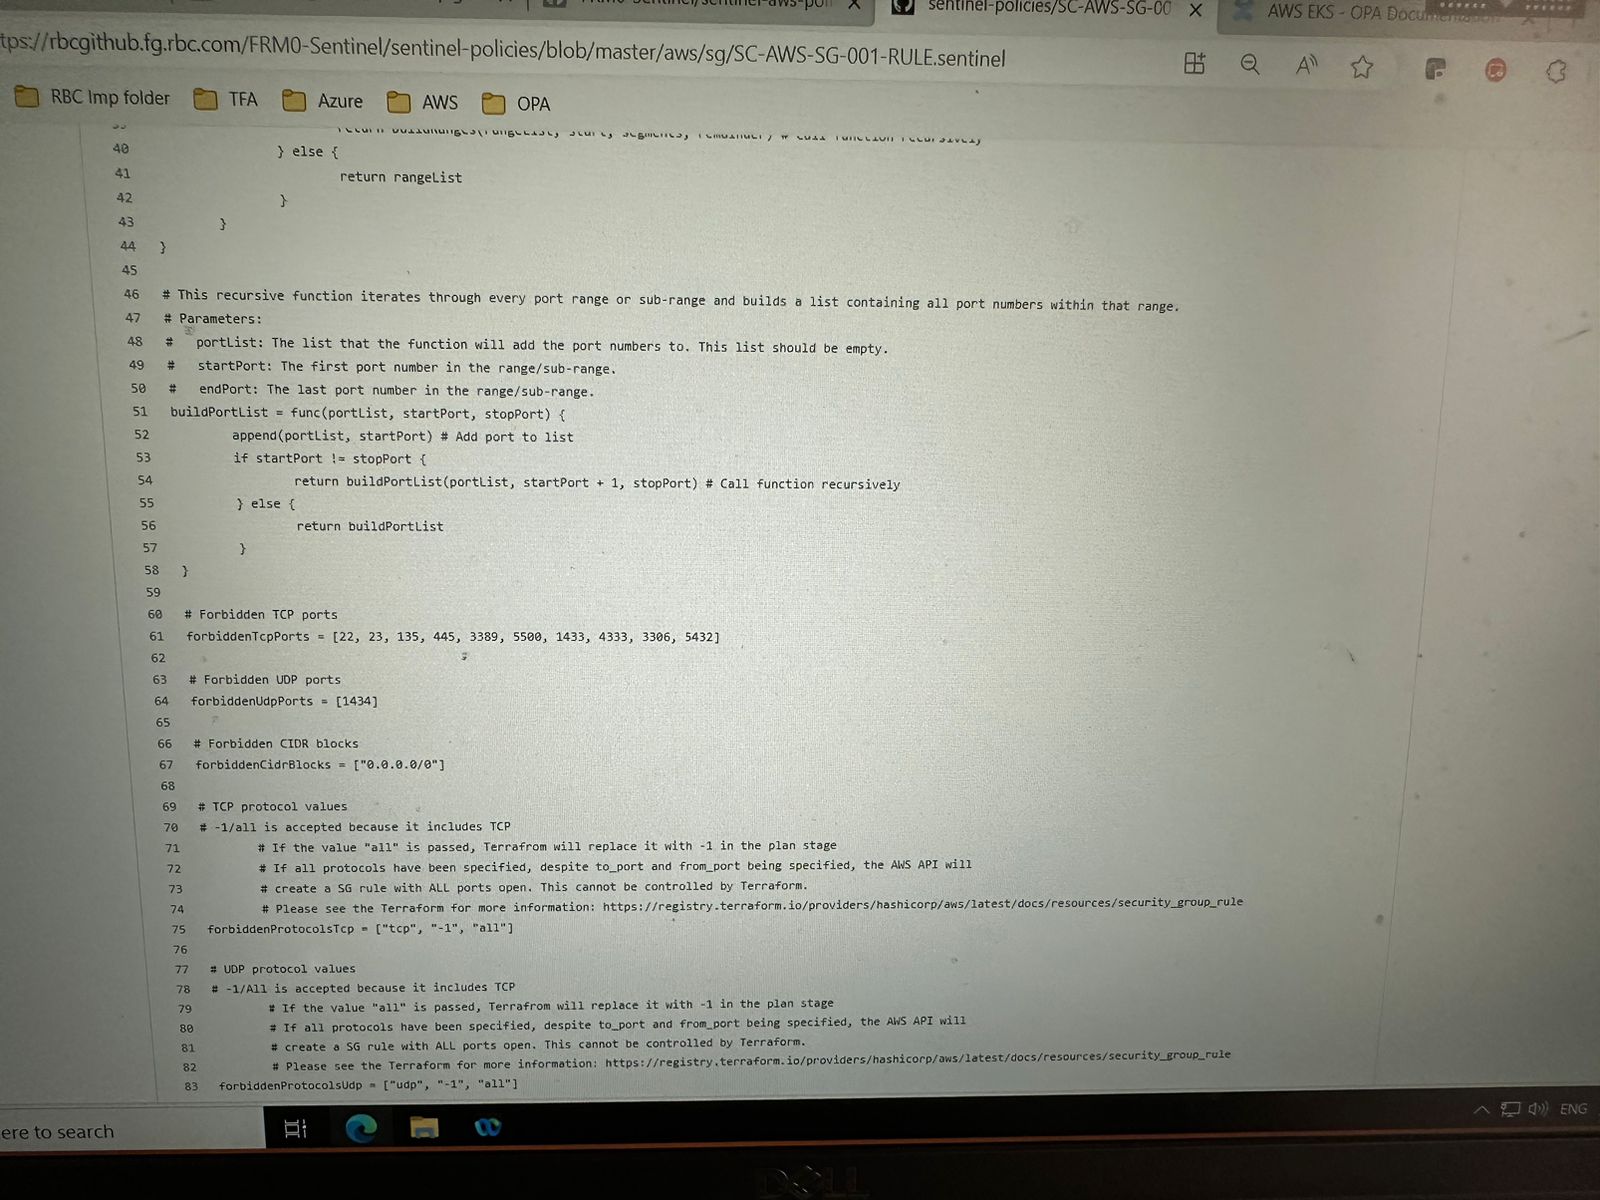 sentinel-policies/SC-AWS-SG-00
AWS EKS - OPA
tps://rbcgithub.fg.rbc.com/FRM0-Sentinel/sentinel-policies/blob/master/aws/sg/SC-AWS-SG-001-RULE.sentinel
RBC Imp folder TFA Azure AWS OPA
40 } else {
41 return rangeList
42 }
43 }
44 }
45
46 # This recursive function iterates through every port range or sub-range and builds a list containing all port numbers within that range.
47 # Parameters:
48 # portList: The list that the function will add the port numbers to. This list should be empty.
49 # startPort: The first port number in the range/sub-range.
50 # endPort: The last port number in the range/sub-range.
51 buildPortList = func(portList, startPort, stopPort) {
52 append(portList, startPort) # Add port to list
53 if startPort != stopPort {
54 return buildPortList(portList, startPort + 1, stopPort) # Call function recursively
55 } else {
56 return buildPortList
57 }
58 }
59
60 # Forbidden TCP ports
61 forbiddenTcpPorts = [22, 23, 135, 445, 3389, 5500, 1433, 4333, 3306, 5432]
62
63 # Forbidden UDP ports
64 forbiddenUdpPorts = [1434]
65
66 # Forbidden CIDR blocks
67 forbiddenCidrBlocks = ["0.0.0.0/0"]
68
69 # TCP protocol values
70 # -1/all is accepted because it includes TCP
71 # If the value "all" is passed, Terrafrom will replace it with -1 in the plan stage
72 # If all protocols have been specified, despite to_port and from_port being specified, the AWS API will
73 # create a SG rule with ALL ports open. This cannot be controlled by Terraform.
74 # Please see the Terraform for more information: https://registry.terraform.io/providers/hashicorp/aws/latest/docs/resources/security_group_rule
75 forbiddenProtocolsTcp = ["tcp", "-1", "all"]
76
77 # UDP protocol values
78 # -1/All is accepted because it includes TCP
79 # If the value "all" is passed, Terrafrom will replace it with -1 in the plan stage
80 # If all protocols have been specified, despite to_port and from_port being specified, the AWS API will
81 # create a SG rule with ALL ports open. This cannot be controlled by Terraform.
82 # Please see the Terraform for more information: https://registry.terraform.io/providers/hashicorp/aws/latest/docs/resources/security_group_rule
83 forbiddenProtocolsUdp = ["udp", "-1", "all"]
ere to search
ENG
DELL